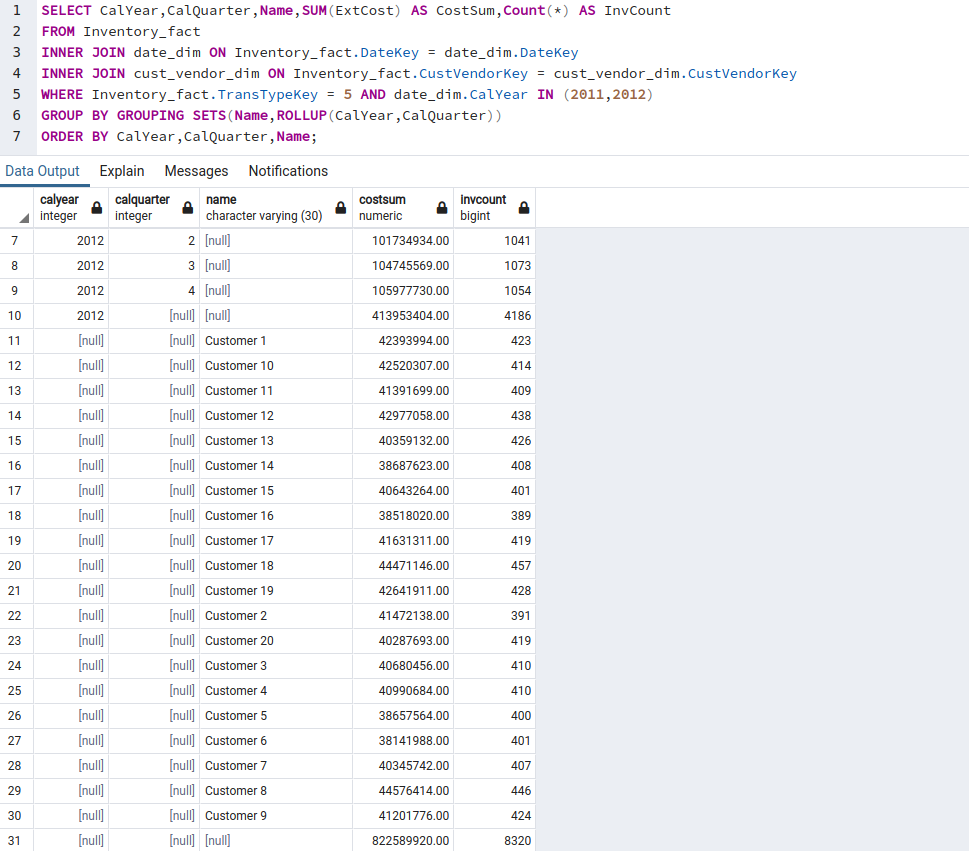 1 SELECT CalYear,CalQuarter,Name,SUM(ExtCost) AS CostSum,Count(*) AS InvCount
2 FROM Inventory_fact
3 INNER JOIN date_dim ON Inventory_fact.DateKey = date_dim.DateKey
4 INNER JOIN cust_vendor_dim ON Inventory_fact.CustVendorKey = cust_vendor_dim.CustVendorKey
5 WHERE Inventory_fact.TransTypeKey = 5 AND date_dim.CalYear IN (2011,2012)
6 GROUP BY GROUPING SETS(Name,ROLLUP(CalYear,CalQuarter))
7 ORDER BY CalYear,CalQuarter,Name;
Data Output Explain Messages Notifications
calyear calquarter name costsum invcount
integer integer character varying (30) numeric bigint
7 2012 2 [null] 101734934.00 1041
8 2012 3 [null] 104745569.00 1073
9 2012 4 [null] 105977730.00 1054
10 2012 [null] [null] 413953404.00 4186
11 [null] [null] Customer 1 42393994.00 423
12 [null] [null] Customer 10 42520307.00 414
13 [null] [null] Customer 11 41391699.00 409
14 [null] [null] Customer 12 42977058.00 438
15 [null] [null] Customer 13 40359132.00 426
16 [null] [null] Customer 14 38687623.00 408
17 [null] [null] Customer 15 40643264.00 401
18 [null] [null] Customer 16 38518020.00 389
19 [null] [null] Customer 17 41631311.00 419
20 [null] [null] Customer 18 44471146.00 457
21 [null] [null] Customer 19 42641911.00 428
22 [null] [null] Customer 2 41472138.00 391
23 [null] [null] Customer 20 40287693.00 419
24 [null] [null] Customer 3 40680456.00 410
25 [null] [null] Customer 4 40990684.00 410
26 [null] [null] Customer 5 38657564.00 400
27 [null] [null] Customer 6 38141988.00 401
28 [null] [null] Customer 7 40345742.00 407
29 [null] [null] Customer 8 44576414.00 446
30 [null] [null] Customer 9 41201776.00 424
31 [null] [null] [null] 822589920.00 8320